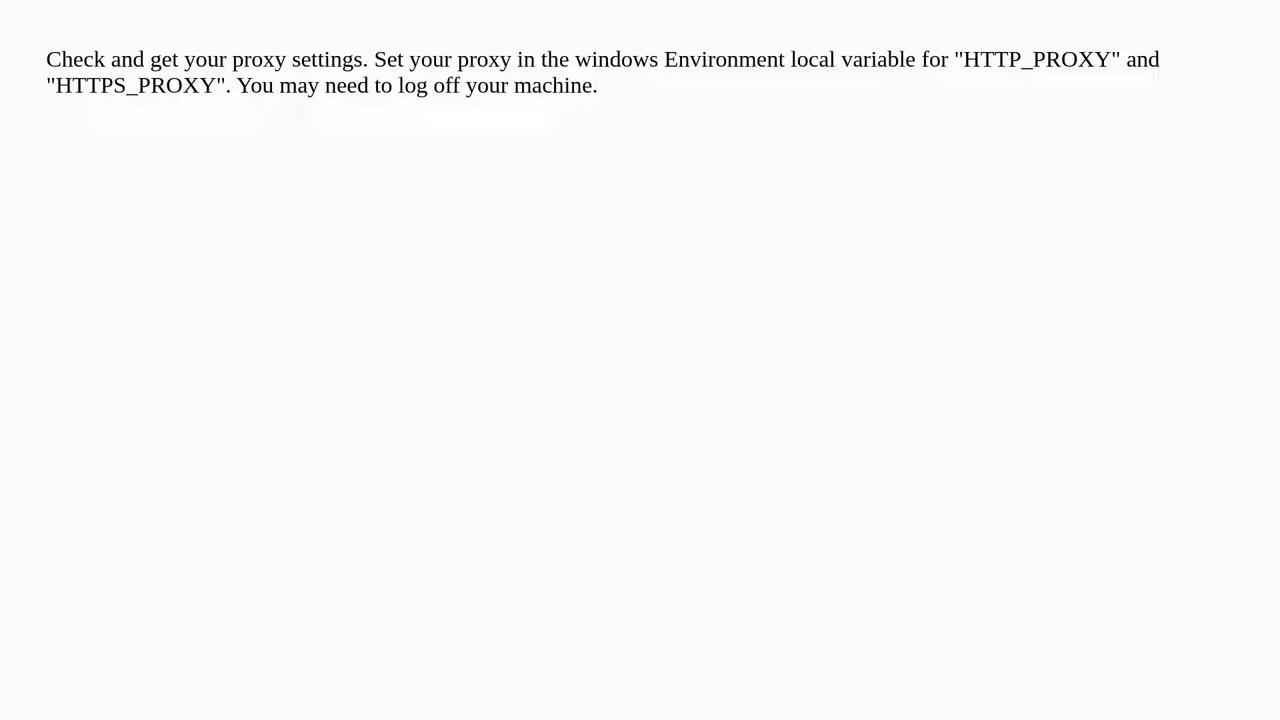 Check and get your proxy settings. Set your proxy in the windows Environment local variable for "HTTP_PROXY" and
"HTTPS_PROXY". You may need to log off your machine.